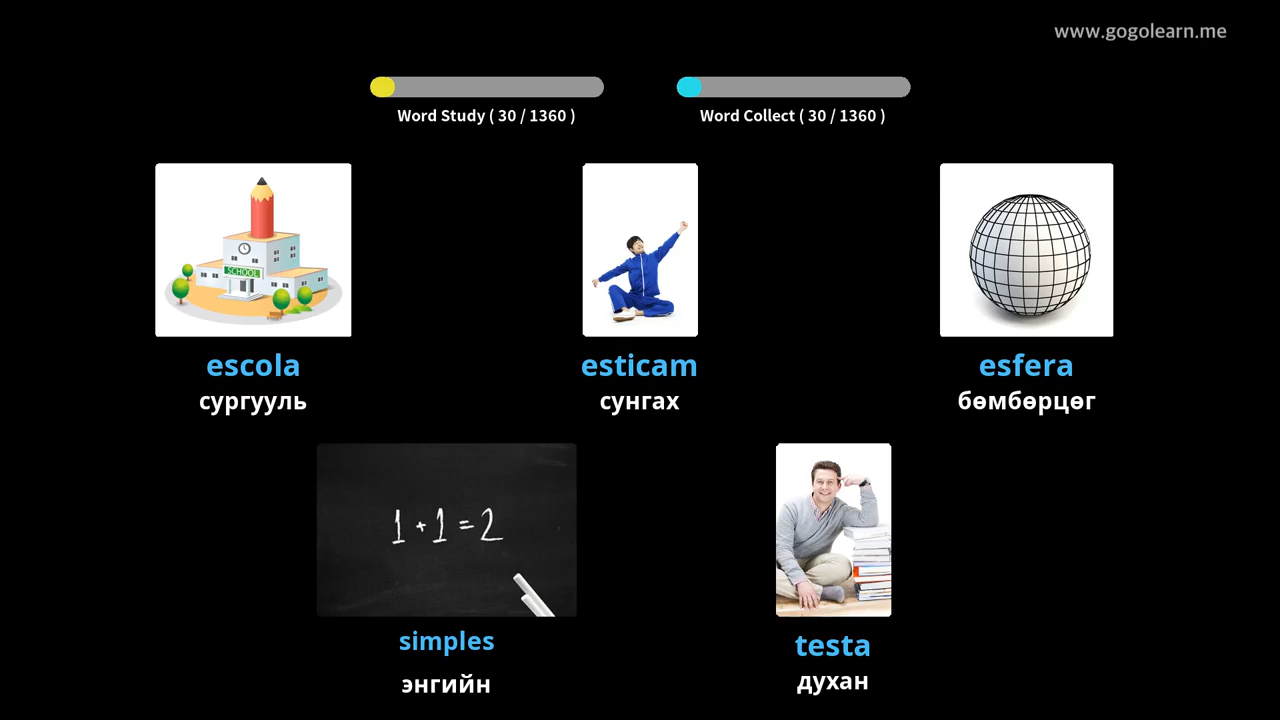 www.gogolearn.me
Word Study ( 30 / 1360 )
Word Collect ( 30 / 1360 )
SCHOOL
escola
сургууль
esticam
сунгах
esfera
бөмбөрцөг
1 + 1 = 2
simples
энгийн
testa
духан